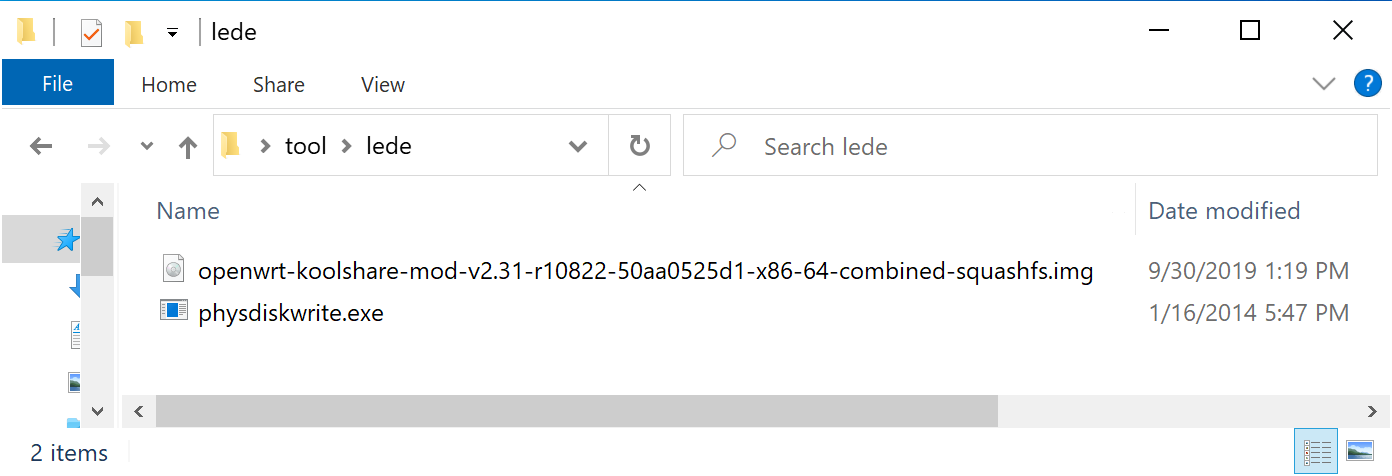 lede
File Home Share View ?
tool lede Search lede
Name Date modified
openwrt-koolshare-mod-v2.31-r10822-50aa0525d1-x86-64-combined-squashfs.img 9/30/2019 1:19 PM
physdiskwrite.exe 1/16/2014 5:47 PM
2 items